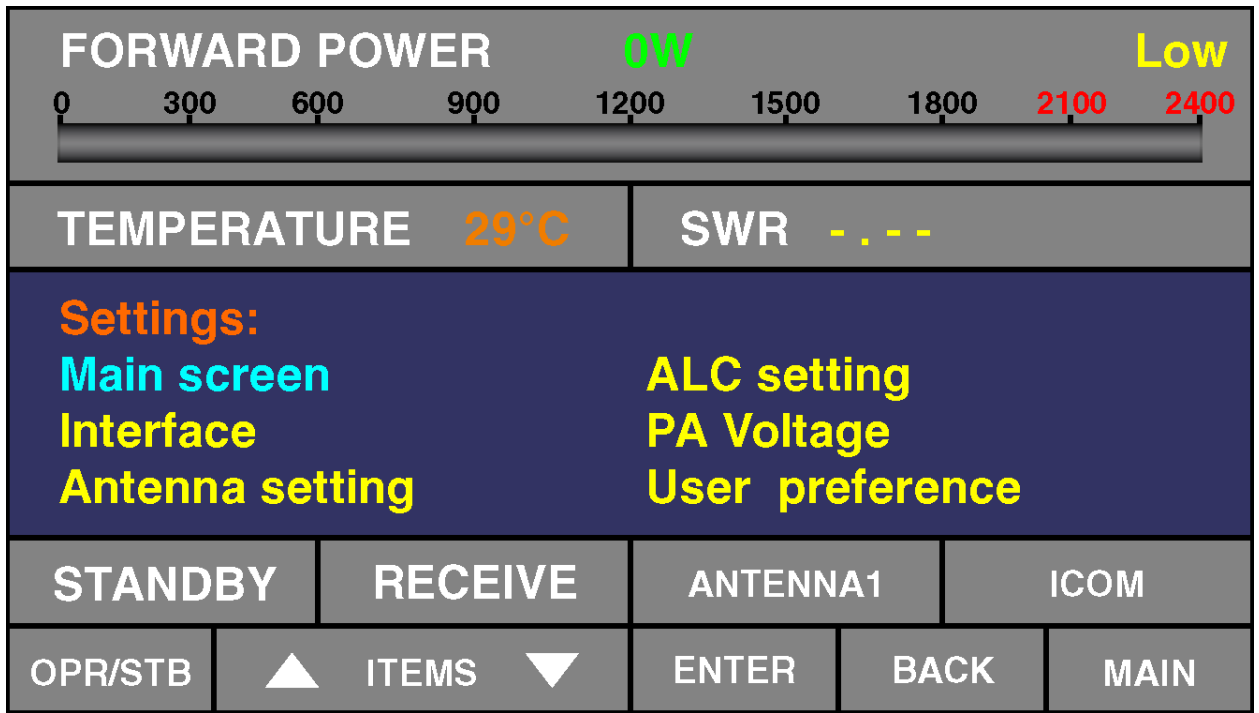 FORWARD POWER 0W Low
0 300 600 900 1200 1500 1800 2100 2400
TEMPERATURE 29°C SWR -.--
Settings:
Main screen ALC setting
Interface PA Voltage
Antenna setting User preference
STANDBY RECEIVE ANTENNA1 ICOM
OPR/STB ▲ ITEMS ▼ ENTER BACK MAIN